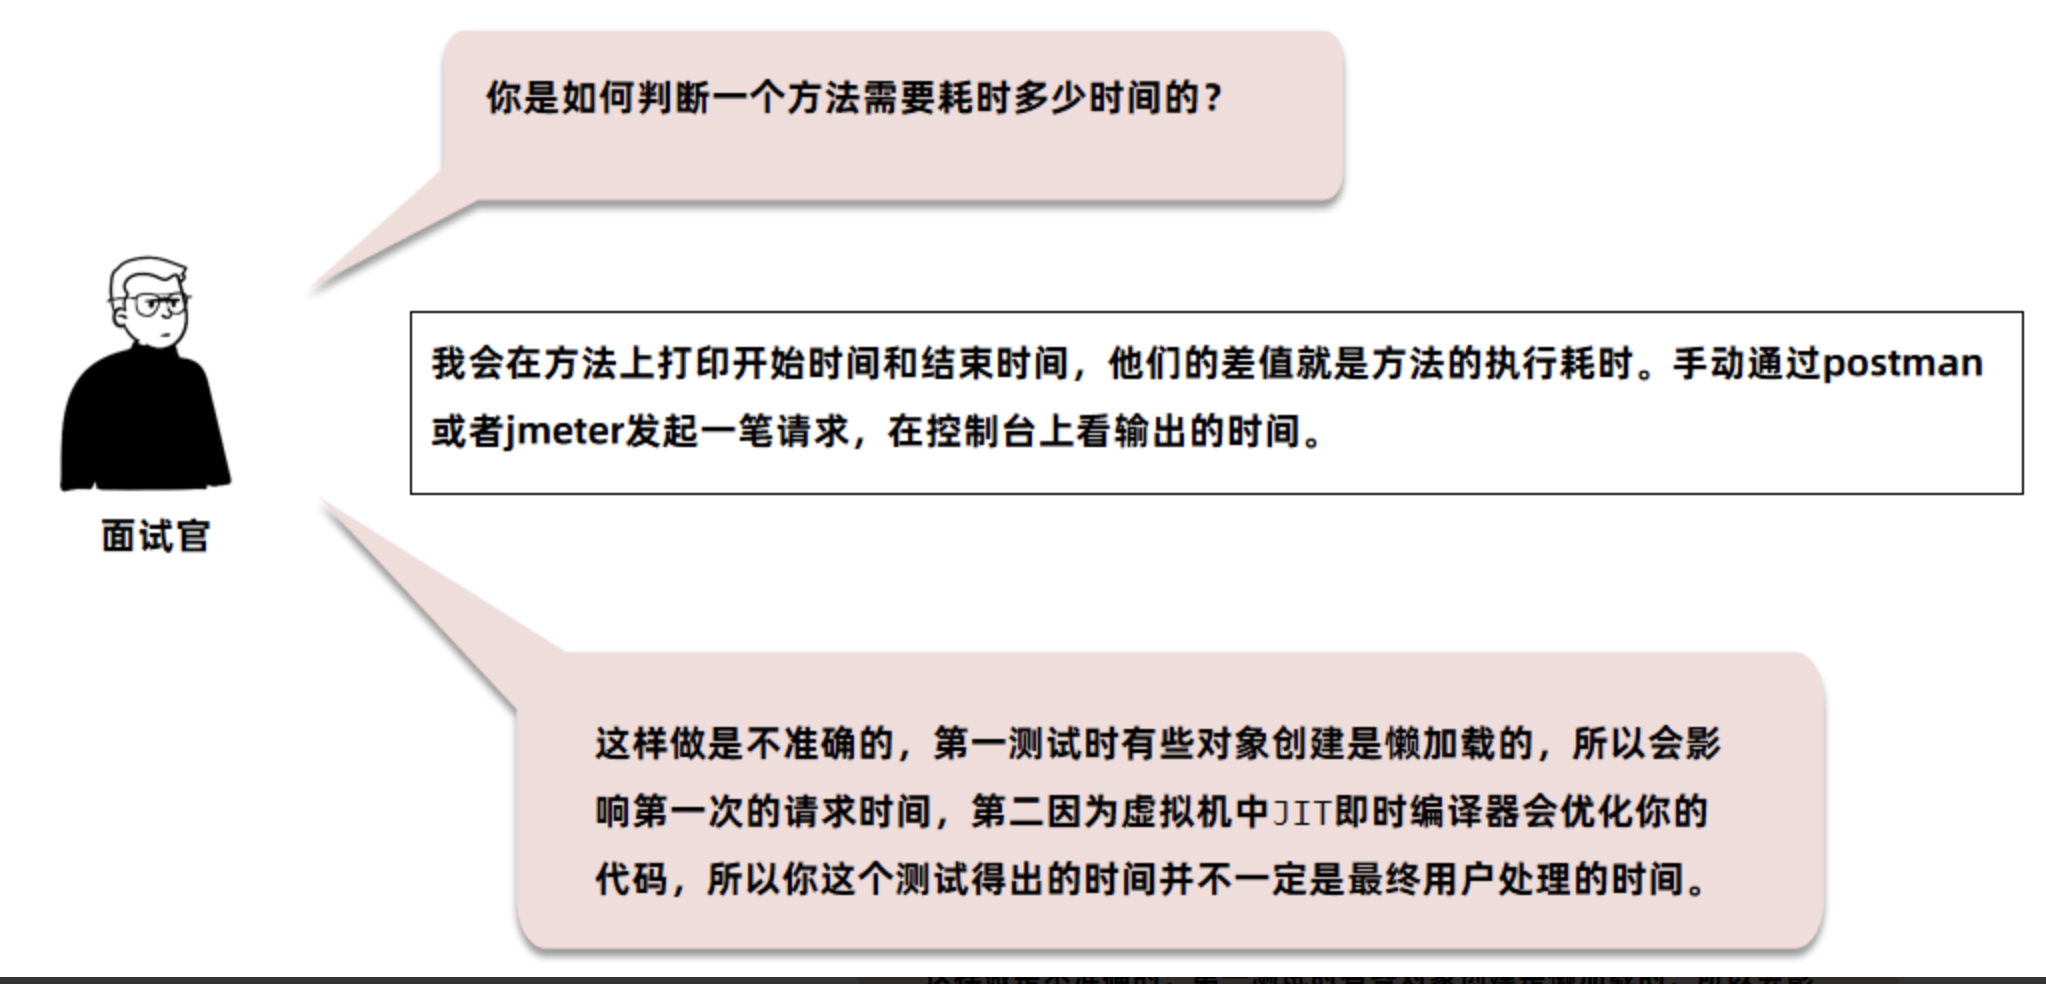 你是如何判断一个方法需要耗时多少时间的？
我会在方法上打印开始时间和结束时间，他们的差值就是方法的执行耗时。手动通过postman
或者jmeter发起一笔请求，在控制台上看输出的时间。
面试官
这样做是不准确的，第一测试时有些对象创建是懒加载的，所以会影
响第一次的请求时间，第二因为虚拟机中JIT即时编译器会优化你的
代码，所以你这个测试得出的时间并不一定是最终用户处理的时间。